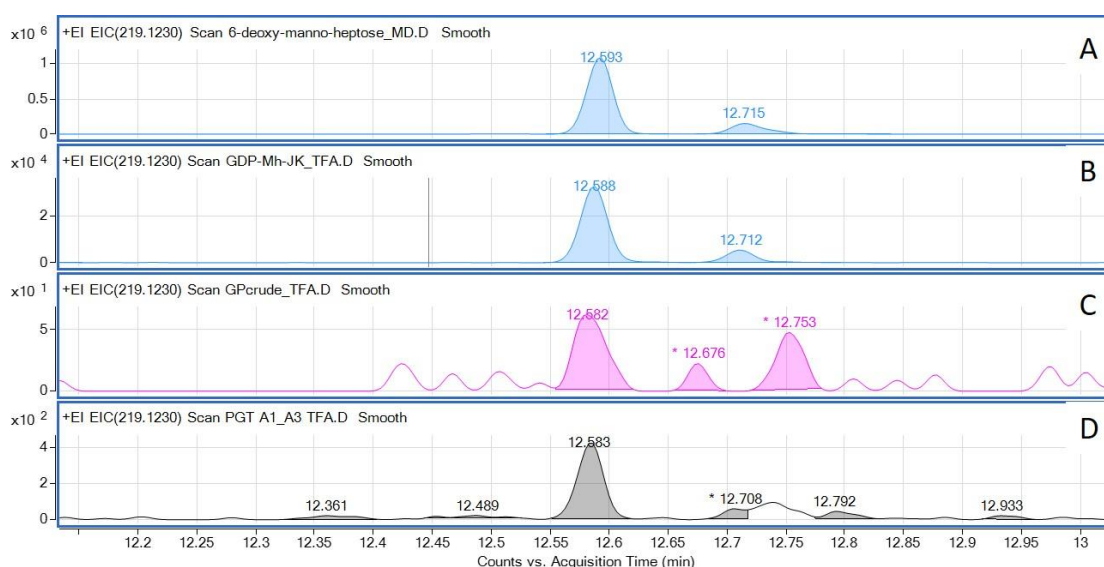 x10 6 +EI EIC(219.1230) Scan 6-deoxy-manno-heptose_MD.D Smooth A
12.593
1
0.5
12.715
0
x10 4 +EI EIC(219.1230) Scan GDP-Mh-JK_TFA.D Smooth B
12.588
2
12.712
0
x10 1 +EI EIC(219.1230) Scan GPcrude_TFA.D Smooth C
12.582
* 12.753
5
* 12.676
0
x10 2 +EI EIC(219.1230) Scan PGT A1_A3 TFA.D Smooth D
12.583
4
2
12.361 12.489 * 12.708 12.792 12.933
0
12.2 12.25 12.3 12.35 12.4 12.45 12.5 12.55 12.6 12.65 12.7 12.75 12.8 12.85 12.9 12.95 13
Counts vs. Acquisition Time (min)